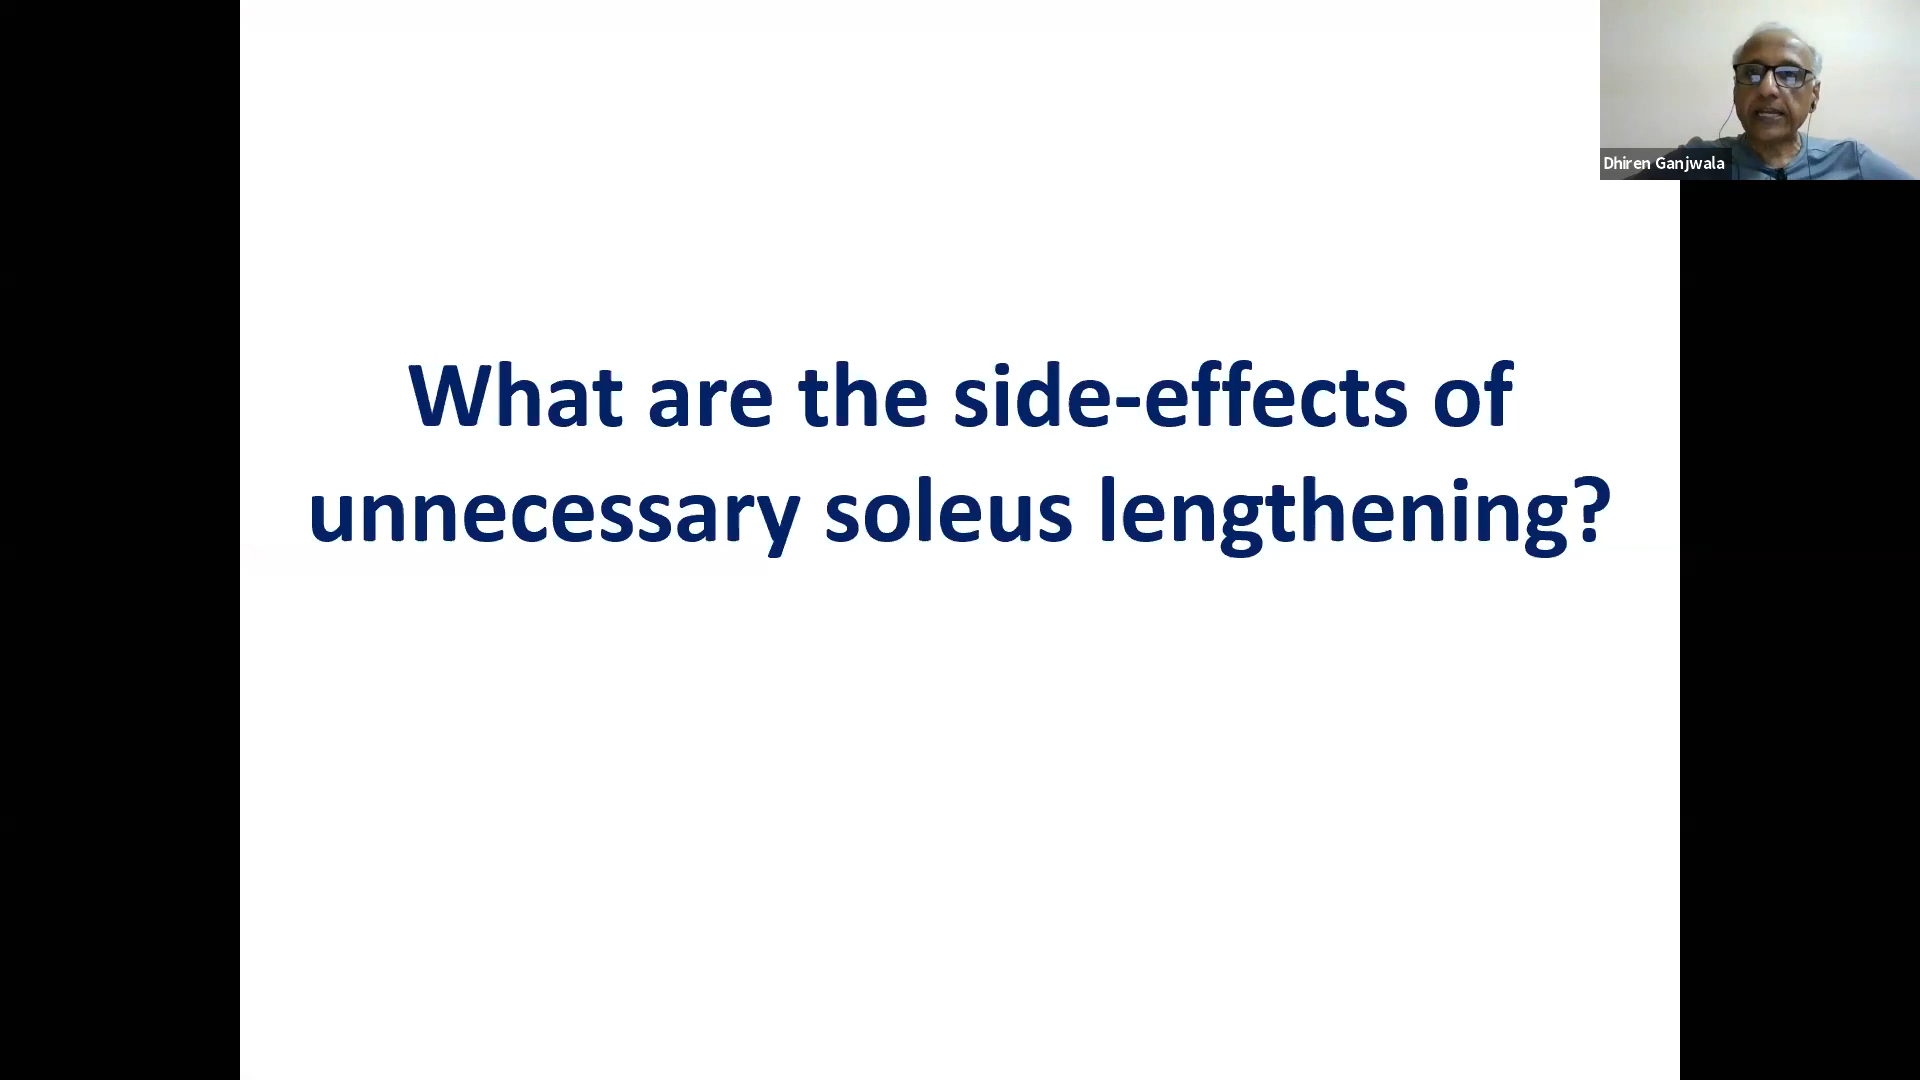 Dhiren Ganjwala
What are the side-effects of
unnecessary soleus lengthening?